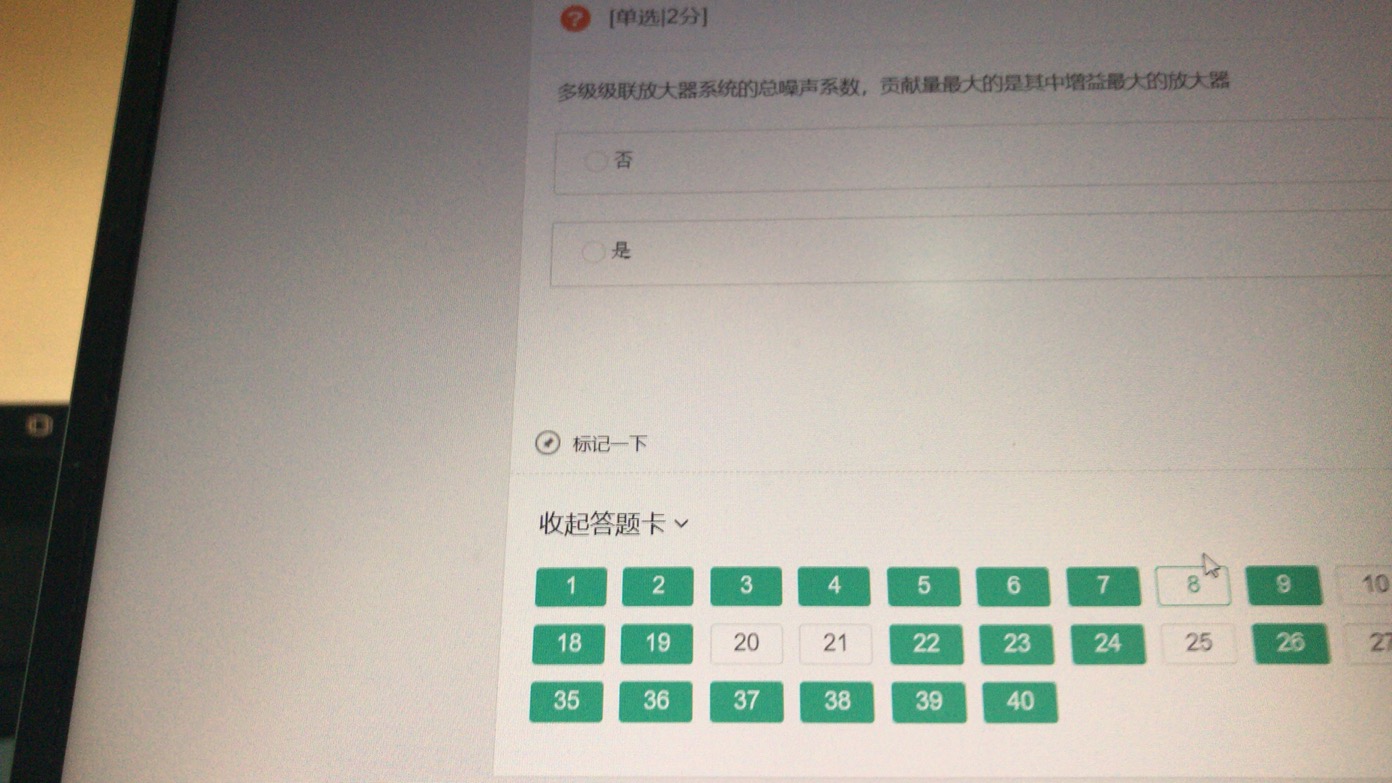 ? [单选|2分]
多级级联放大器系统的总噪声系数，贡献量最大的是其中增益最大的放大器
否
是
标记一下
收起答题卡
1 2 3 4 5 6 7 8 9 10
18 19 20 21 22 23 24 25 26 27
35 36 37 38 39 40